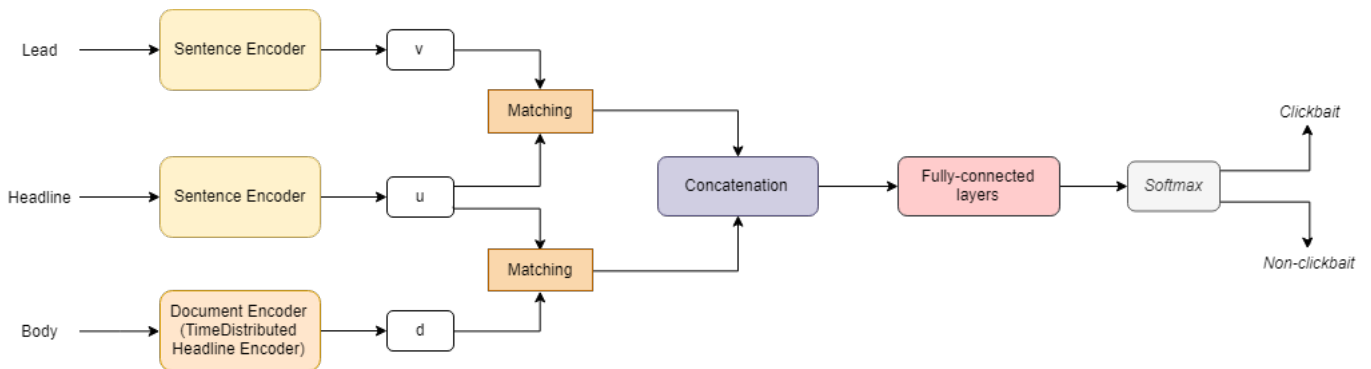 Lead
Sentence Encoder
v
Matching
Clickbait
Headline
Sentence Encoder
u
Concatenation
Fully-connected
layers
Softmax
Matching
Non-clickbait
Body
Document Encoder
(TimeDistributed
Headline Encoder)
d